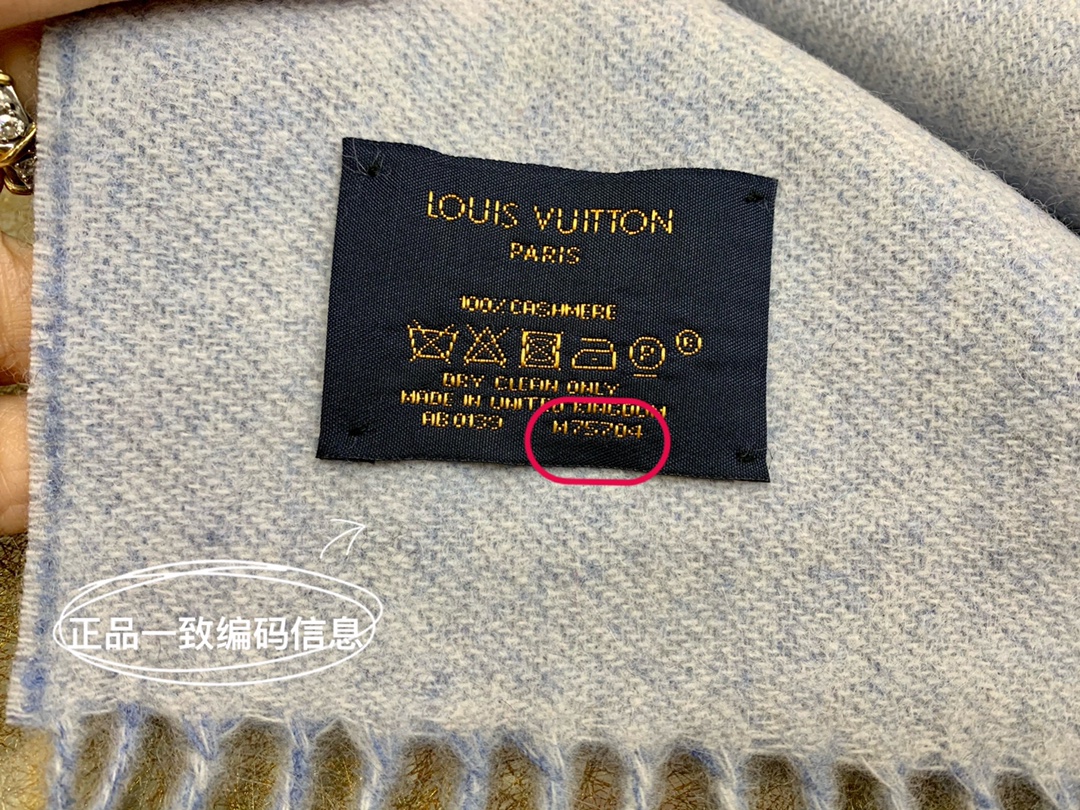 LOUIS VUITTON
PARIS
100% CASHMERE
P R
DRY CLEAN ONLY
MADE IN UNITED KINGDOM
AB0139 M75704
正品一致编码信息